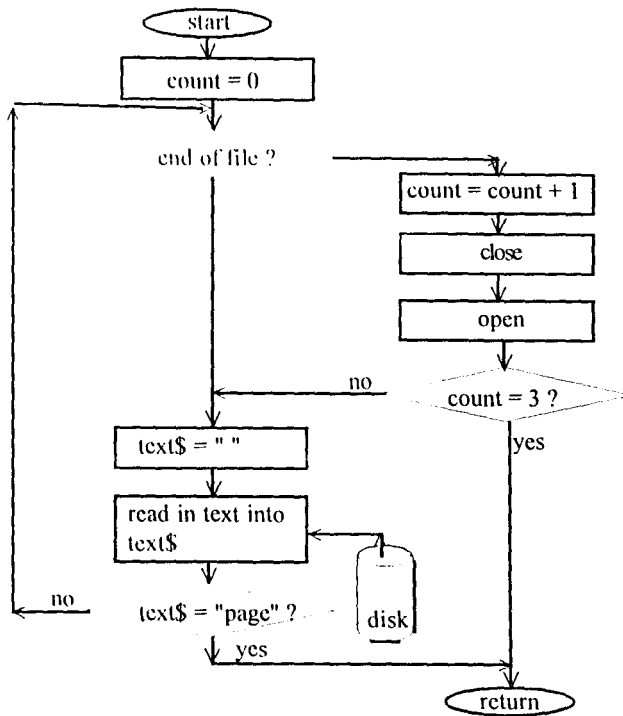 start
count = 0
end of file ?
count = count + 1
close
open
no
count = 3 ?
yes
text$ = " "
read in text into
text$
disk
no
text$ = "page" ?
yes
return